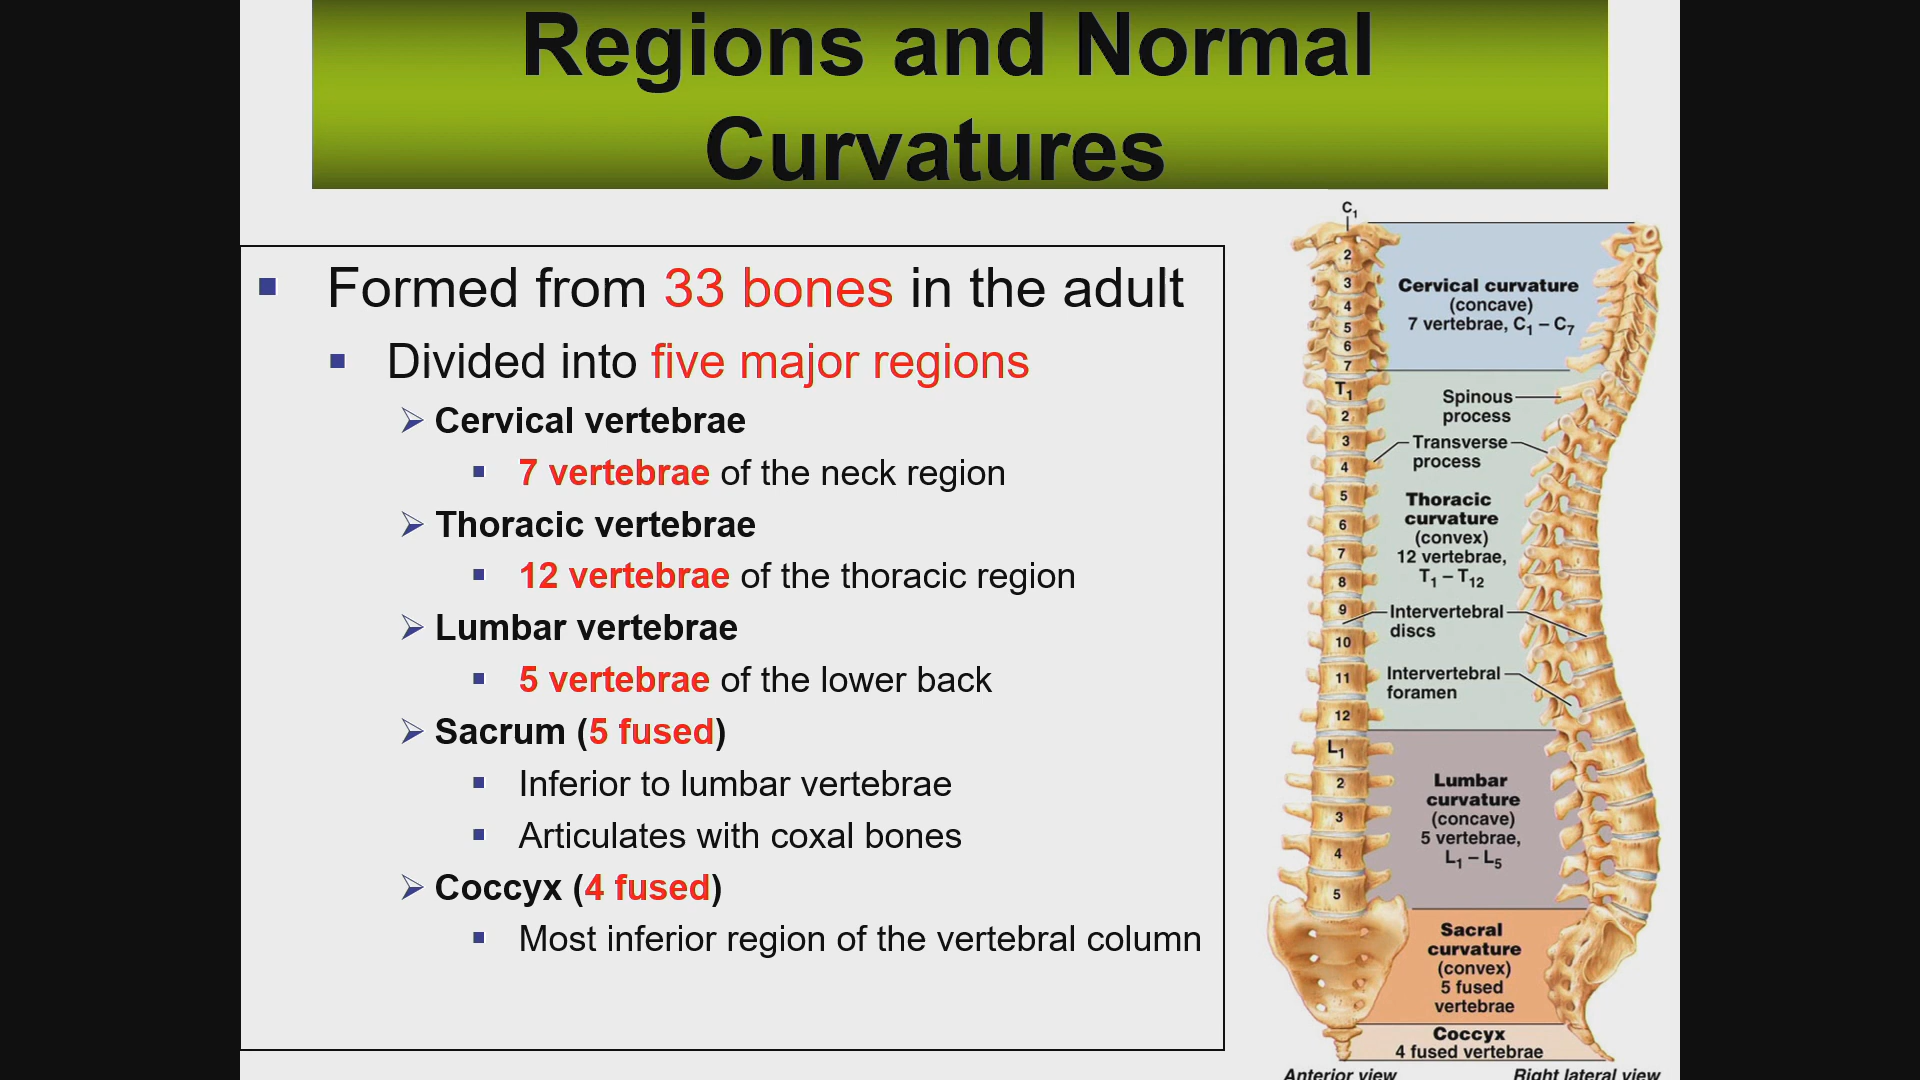 Regions and Normal
Curvatures
Formed from 33 bones in the adult
Divided into five major regions
Cervical vertebrae
7 vertebrae of the neck region
Thoracic vertebrae
12 vertebrae of the thoracic region
Lumbar vertebrae
5 vertebrae of the lower back
Sacrum (5 fused)
Inferior to lumbar vertebrae
Articulates with coxal bones
Coccyx (4 fused)
Most inferior region of the vertebral column
C1
2
3
4
5
6
7
T1
2
3
4
5
6
7
8
9
10
11
12
L1
2
3
4
5
Cervical curvature
(concave)
7 vertebrae, C1 – C7
Spinous
process
Transverse
process
Thoracic
curvature
(convex)
12 vertebrae,
T1 – T12
Intervertebral
discs
Intervertebral
foramen
Lumbar
curvature
(concave)
5 vertebrae,
L1 – L5
Sacral
curvature
(convex)
5 fused
vertebrae
Coccyx
4 fused vertebrae
Anterior view
Right lateral view